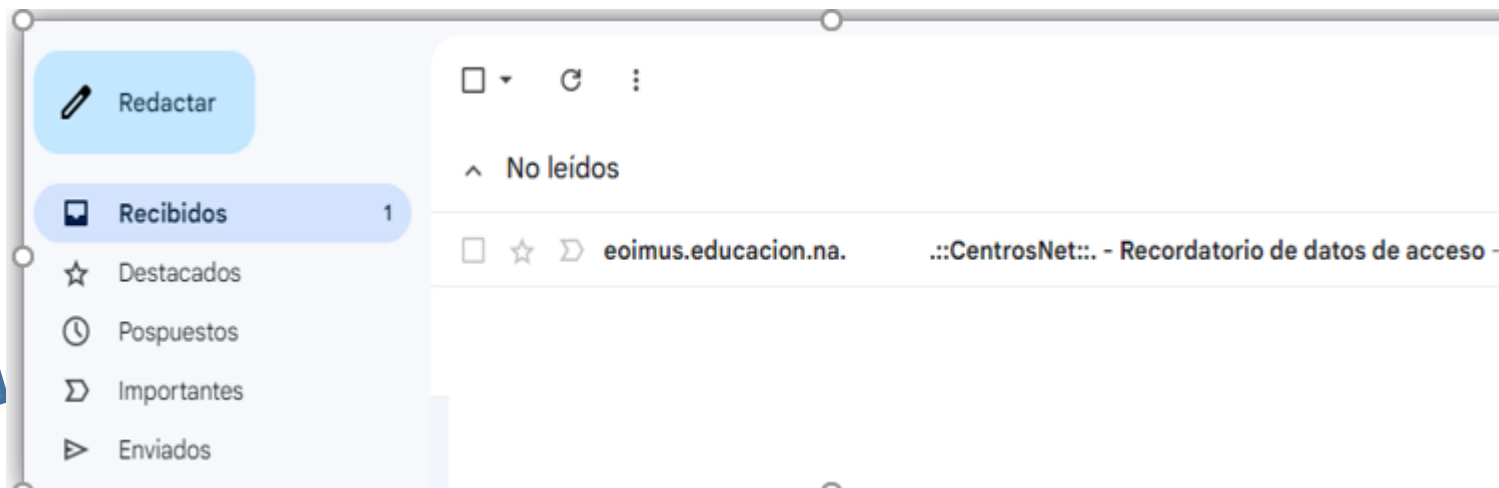 Redactar
No leídos
Recibidos 1
eoimus.educacion.na. .::CentrosNet::. - Recordatorio de datos de acceso -
Destacados
Pospuestos
Importantes
Enviados